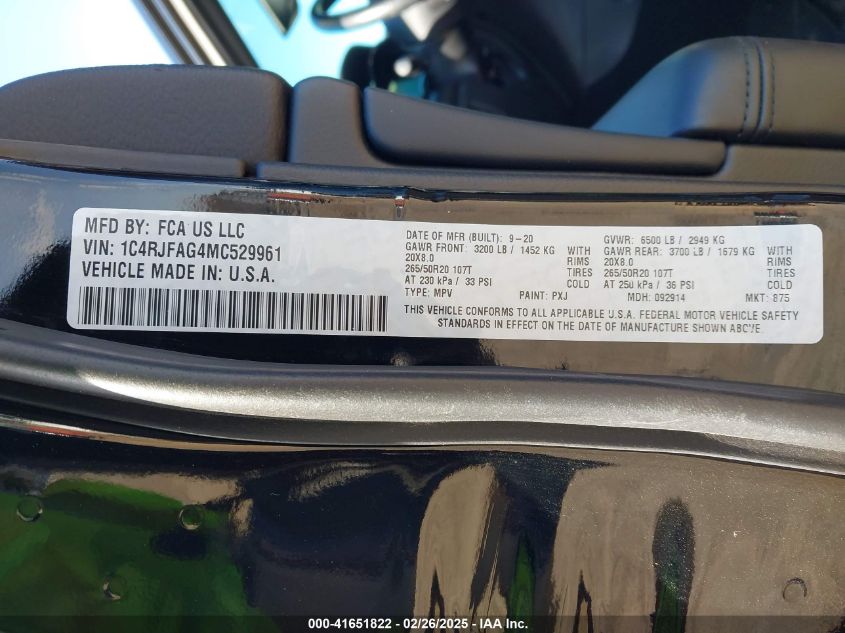 MFD BY: FCA US LLC
VIN: 1C4RJFAG4MC529961
VEHICLE MADE IN U.S.A.
DATE OF MFR (BUILT): 9-20 GVWR: 6500 LB / 2949 KG
GAWR FRONT: 3200 LB / 1452 KG WITH GAWR REAR: 3700 LB / 1679 KG WITH
20X8.0 RIMS 20X8.0 RIMS
265/50R20 107T TIRES 265/50R20 107T TIRES
AT 230 kPa / 33 PSI COLD AT 250 kPa / 36 PSI COLD
TYPE: MPV PAINT: PXJ MDH: 092914 MKT: 875
THIS VEHICLE CONFORMS TO ALL APPLICABLE U.S.A. FEDERAL MOTOR VEHICLE SAFETY
STANDARDS IN EFFECT ON THE DATE OF MANUFACTURE SHOWN ABOVE.
000-41651822 - 02/26/2025 - IAA Inc.